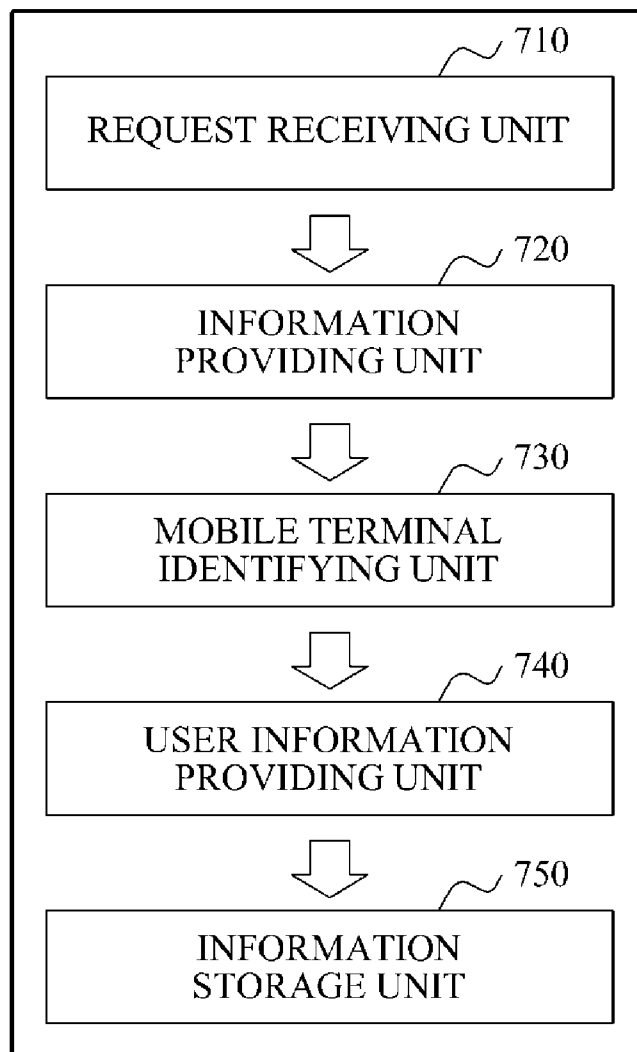 710
REQUEST RECEIVING UNIT
720
INFORMATION
PROVIDING UNIT
730
MOBILE TERMINAL
IDENTIFYING UNIT
740
USER INFORMATION
PROVIDING UNIT
750
INFORMATION
STORAGE UNIT